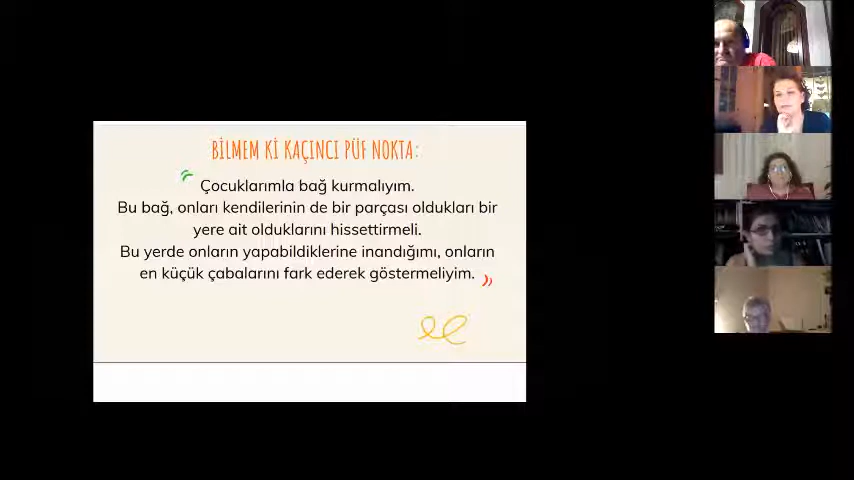 BİLMEM Kİ KAÇINCI PÜF NOKTA:
Çocuklarımla bağ kurmalıyım.
Bu bağ, onları kendilerinin de bir parçası oldukları bir
yere ait olduklarını hissettirmeli.
Bu yerde onların yapabildiklerine inandığımı, onların
en küçük çabalarını fark ederek göstermeliyim.